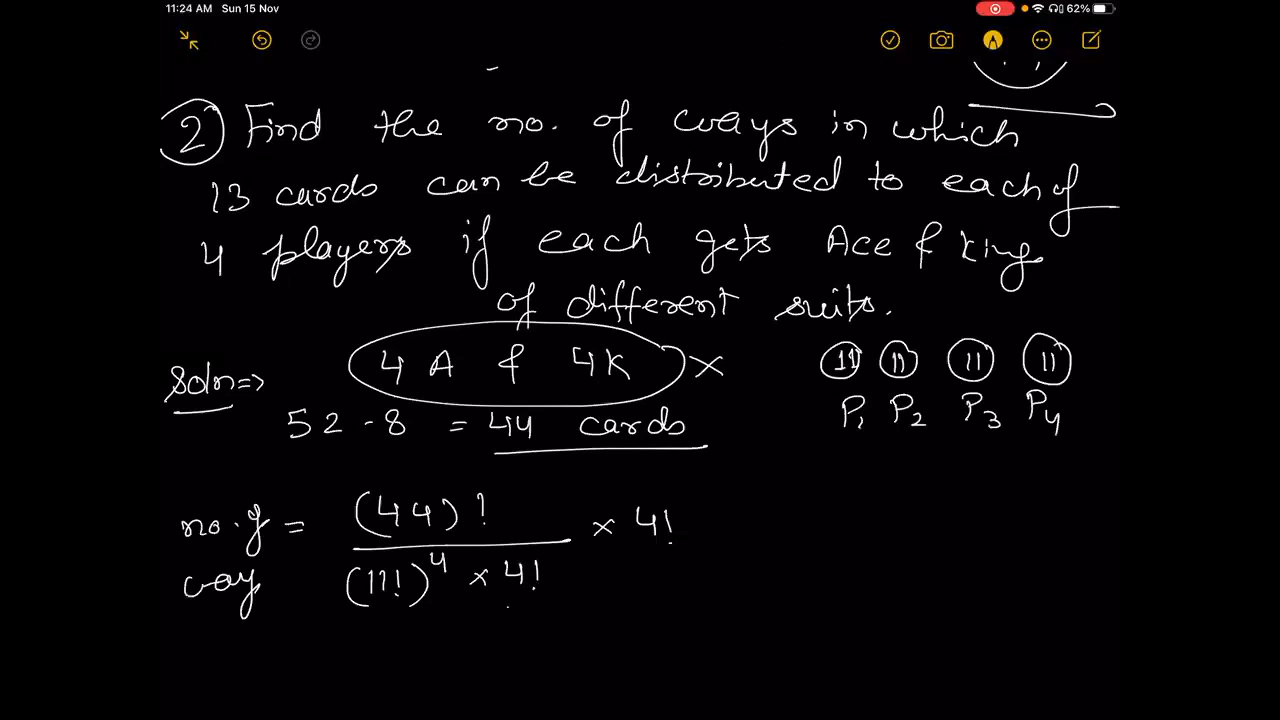 11:24 AM Sun 15 Nov 62%
② Find the no. of ways in which
13 cards can be distributed to each of
4 players if each gets Ace & King
of different suits.
Soln => 4 A & 4K × 11 11 11 11
52 - 8 = 44 cards P1 P2 P3 P4
no. of way = (44)! / (11!)^4 × 4! × 4!